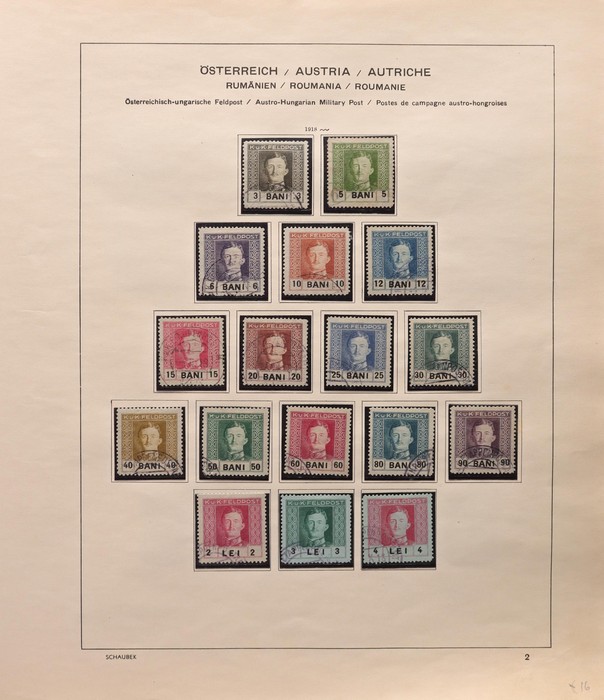 ÖSTERREICH / AUSTRIA / AUTRICHE
RUMÄNIEN / ROUMANIA / ROUMANIE
Österreichisch-ungarische Feldpost / Austro-Hungarian Military Post / Postes de campagne austro-hongroises
1918
K.u.K. FELDPOST K.u.K. FELDPOST
3 BANI 3 5 BANI 5
K.u.K. FELDPOST K.u.K. FELDPOST K.u.K. FELDPOST
6 BANI 6 10 BANI 10 12 BANI 12
K.u.K. FELDPOST K.u.K. FELDPOST K.u.K. FELDPOST K.u.K. FELDPOST
15 BANI 15 20 BANI 20 25 BANI 25 30 BANI 30
K.u.K. FELDPOST K.u.K. FELDPOST K.u.K. FELDPOST K.u.K. FELDPOST K.u.K. FELDPOST
40 BANI 40 50 BANI 50 60 BANI 60 80 BANI 80 90 BANI 90
K.u.K. FELDPOST K.u.K. FELDPOST K.u.K. FELDPOST
2 LEI 2 3 LEI 3 4 LEI 4
SCHAUBEK 2
16